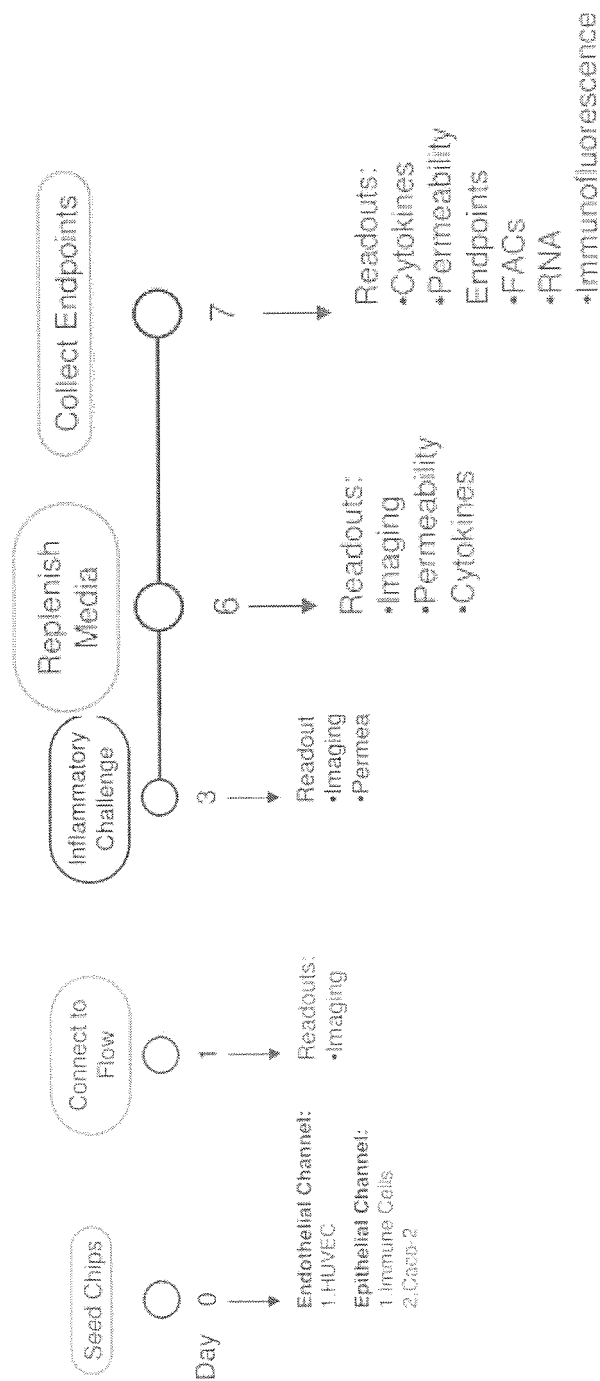 Seed Chips
Connect to
Flow
Inflammatory
Challenge
Replenish
Media
Collect Endpoints
Day
0
1
3
6
7
Endothelial Channel:
1.HUVEC
Epithelial Channel:
1.Immune Cells
2.Caco-2
Readouts:
•Imaging
Readout
•Imaging
•Permea
Readouts:
•Imaging
•Permeability
•Cytokines
Readouts:
•Cytokines
•Permeability
Endpoints
•FACs
•RNA
•Immunofluorescence